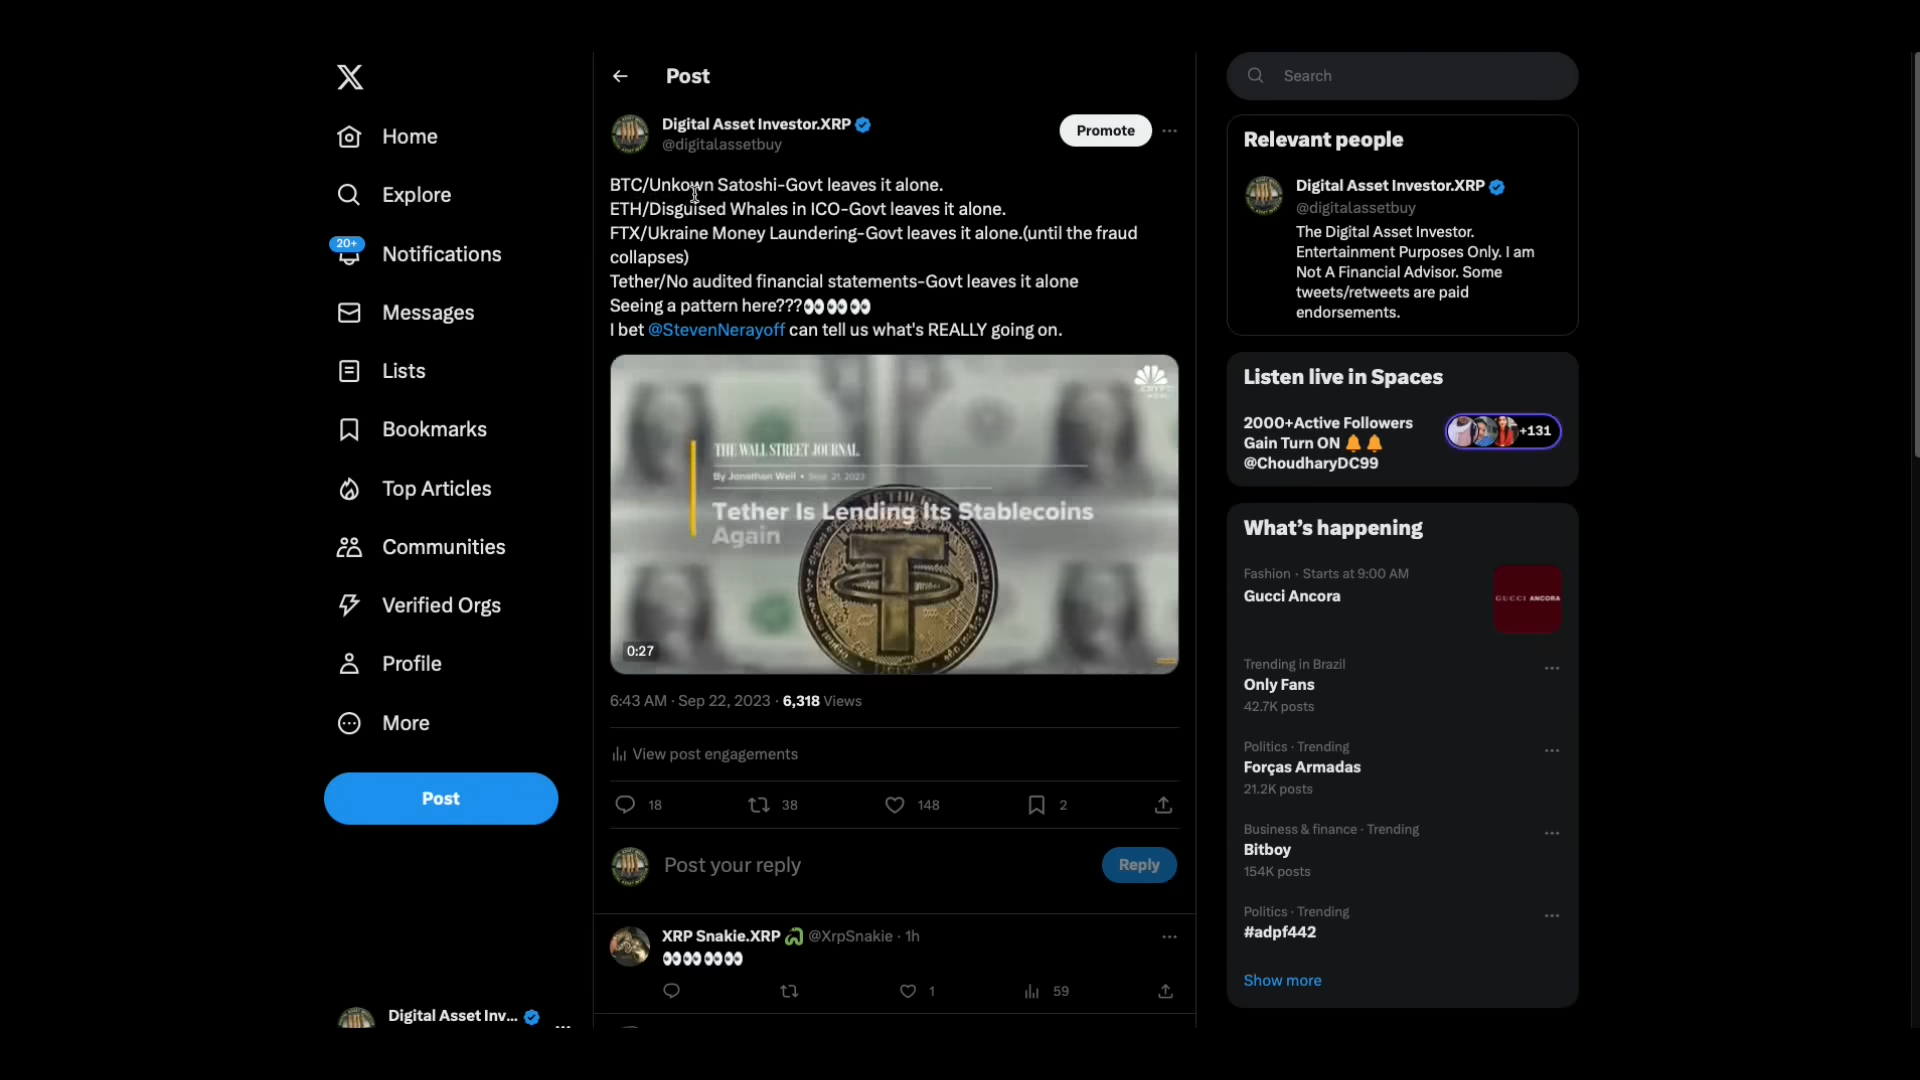 Home
Explore
20+
Notifications
Messages
Lists
Bookmarks
Top Articles
Communities
Verified Orgs
Profile
More
Post
Digital Asset Inv...
Post
Digital Asset Investor.XRP
@digitalassetbuy
Promote
BTC/Unkown Satoshi-Govt leaves it alone.
ETH/Disguised Whales in ICO-Govt leaves it alone.
FTX/Ukraine Money Laundering-Govt leaves it alone.(until the fraud
collapses)
Tether/No audited financial statements-Govt leaves it alone
Seeing a pattern here???👀👀👀
I bet @StevenNerayoff can tell us what's REALLY going on.
THE WALL STREET JOURNAL.
By Jonathan Weil • Sept. 21, 2023
Tether Is Lending Its Stablecoins
Again
0:27
6:43 AM · Sep 22, 2023 · 6,318 Views
View post engagements
18 38 148 2
Post your reply
Reply
XRP Snakie.XRP @XrpSnakie · 1h
👀👀👀👀
1 59
Search
Relevant people
Digital Asset Investor.XRP
@digitalassetbuy
The Digital Asset Investor.
Entertainment Purposes Only. I am
Not A Financial Advisor. Some
tweets/retweets are paid
endorsements.
Listen live in Spaces
2000+Active Followers
Gain Turn ON 🔔🔔
@ChoudharyDC99
+131
What's happening
Fashion · Starts at 9:00 AM
Gucci Ancora
GUCCI ANCORA
Trending in Brazil
Only Fans
42.7K posts
Politics · Trending
Forças Armadas
21.2K posts
Business & finance · Trending
Bitboy
154K posts
Politics · Trending
#adpf442
Show more